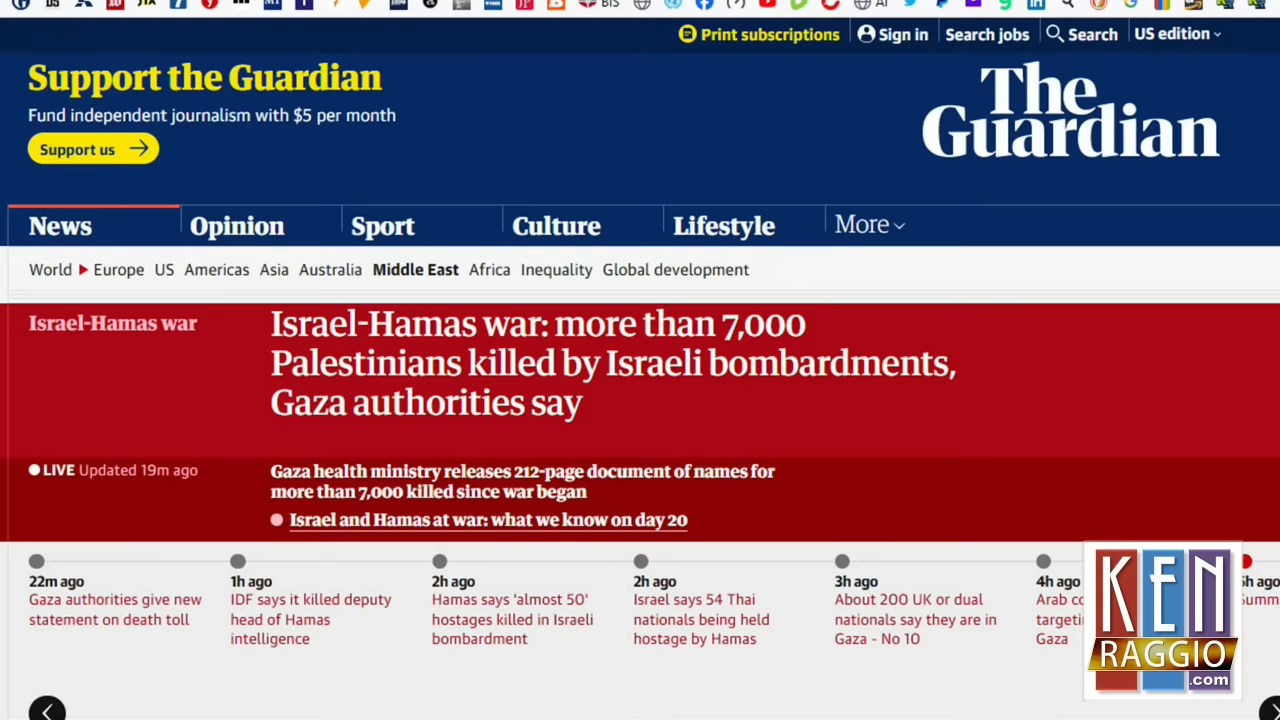 BIS
AI
Print subscriptions
Sign in
Search jobs
Search
US edition
Support the Guardian
Fund independent journalism with $5 per month
Support us
The
Guardian
News
Opinion
Sport
Culture
Lifestyle
More
World Europe US Americas Asia Australia Middle East Africa Inequality Global development
Israel-Hamas war
Israel-Hamas war: more than 7,000
Palestinians killed by Israeli bombardments,
Gaza authorities say
LIVE Updated 19m ago
Gaza health ministry releases 212-page document of names for
more than 7,000 killed since war began
Israel and Hamas at war: what we know on day 20
22m ago
Gaza authorities give new
statement on death toll
1h ago
IDF says it killed deputy
head of Hamas
intelligence
2h ago
Hamas says 'almost 50'
hostages killed in Israeli
bombardment
2h ago
Israel says 54 Thai
nationals being held
hostage by Hamas
3h ago
About 200 UK or dual
nationals say they are in
Gaza - No 10
4h ago
Arab
Gaza
h ago
KEN
RAGGIO
.com